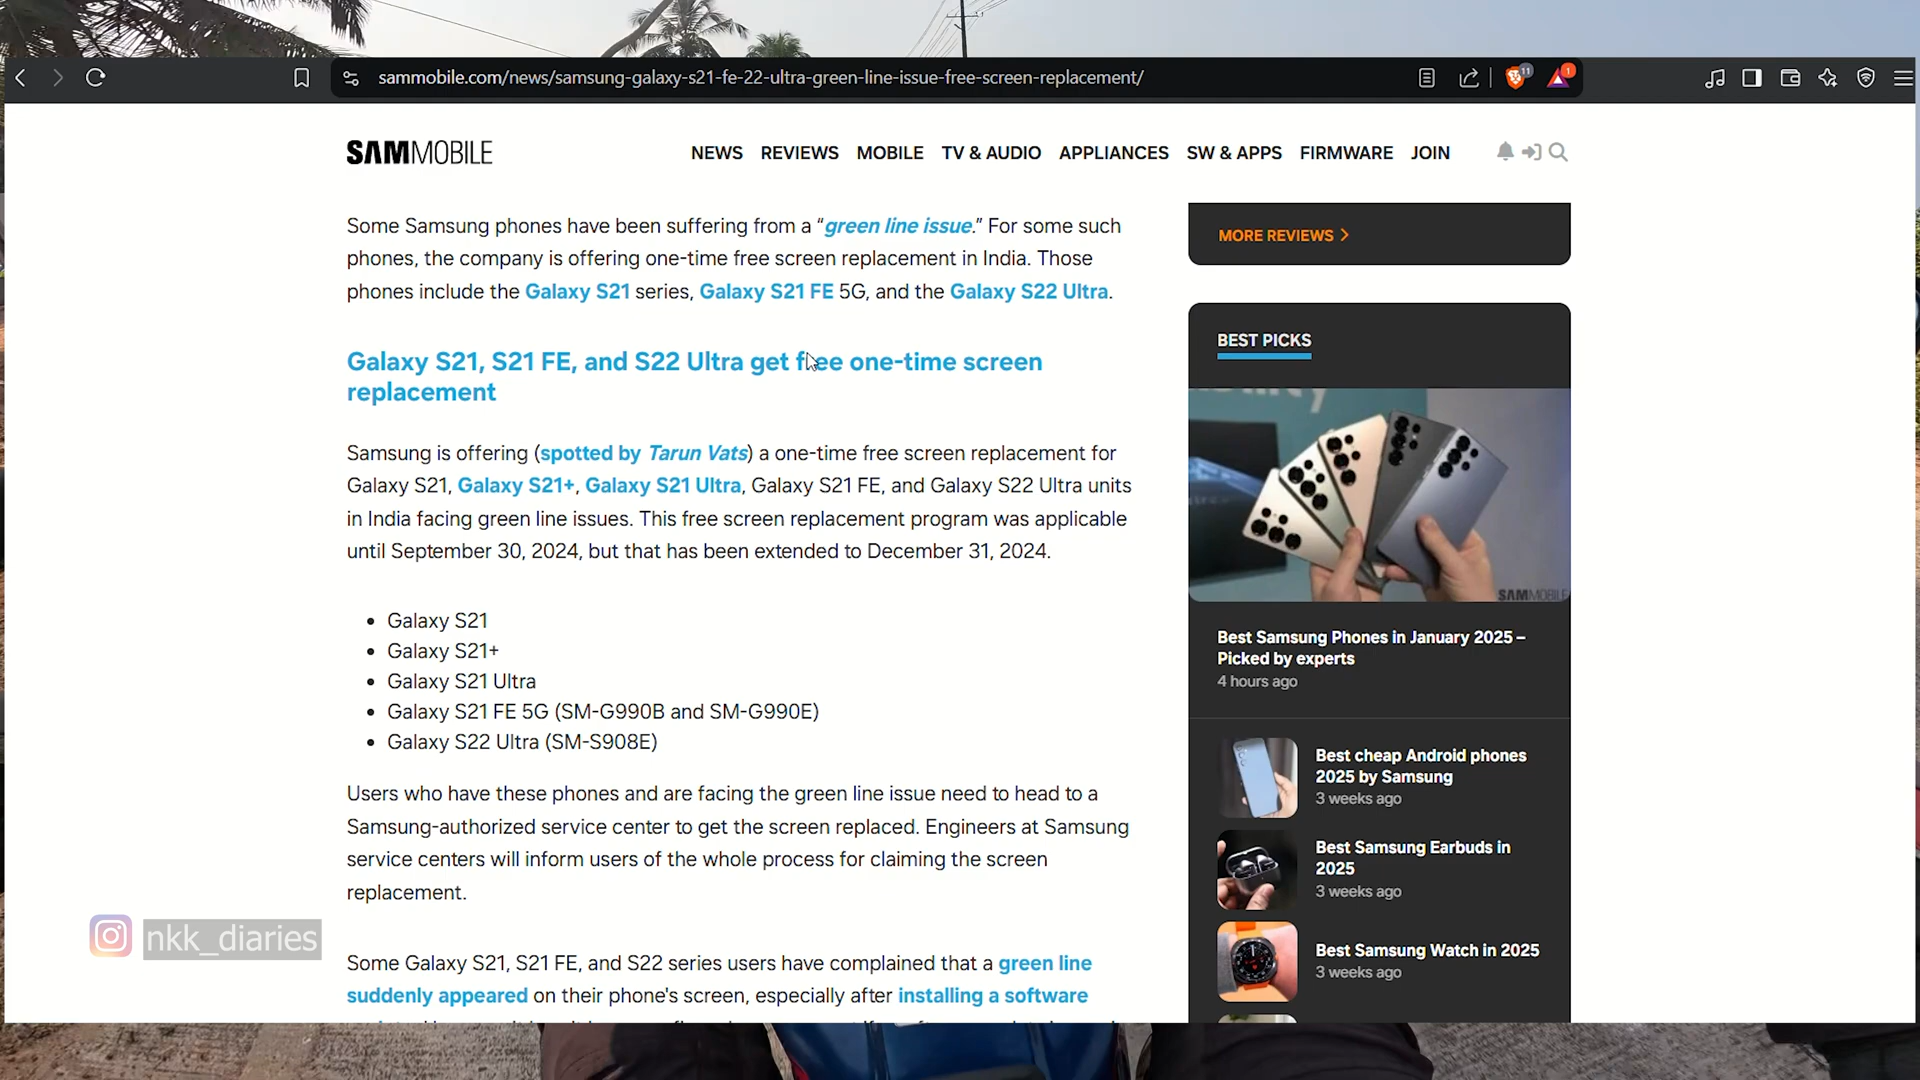 sammobile.com/news/samsung-galaxy-s21-fe-22-ultra-green-line-issue-free-screen-replacement/
11
1
SAMMOBILE
NEWS REVIEWS MOBILE TV & AUDIO APPLIANCES SW & APPS FIRMWARE JOIN
Some Samsung phones have been suffering from a “green line issue.” For some such
phones, the company is offering one-time free screen replacement in India. Those
phones include the Galaxy S21 series, Galaxy S21 FE 5G, and the Galaxy S22 Ultra.
Galaxy S21, S21 FE, and S22 Ultra get free one-time screen
replacement
Samsung is offering (spotted by Tarun Vats) a one-time free screen replacement for
Galaxy S21, Galaxy S21+, Galaxy S21 Ultra, Galaxy S21 FE, and Galaxy S22 Ultra units
in India facing green line issues. This free screen replacement program was applicable
until September 30, 2024, but that has been extended to December 31, 2024.
• Galaxy S21
• Galaxy S21+
• Galaxy S21 Ultra
• Galaxy S21 FE 5G (SM-G990B and SM-G990E)
• Galaxy S22 Ultra (SM-S908E)
Users who have these phones and are facing the green line issue need to head to a
Samsung-authorized service center to get the screen replaced. Engineers at Samsung
service centers will inform users of the whole process for claiming the screen
replacement.
Some Galaxy S21, S21 FE, and S22 series users have complained that a green line
suddenly appeared on their phone's screen, especially after installing a software
MORE REVIEWS
BEST PICKS
SAMMOBILE
Best Samsung Phones in January 2025 –
Picked by experts
4 hours ago
Best cheap Android phones
2025 by Samsung
3 weeks ago
Best Samsung Earbuds in
2025
3 weeks ago
Best Samsung Watch in 2025
3 weeks ago
nkk_diaries